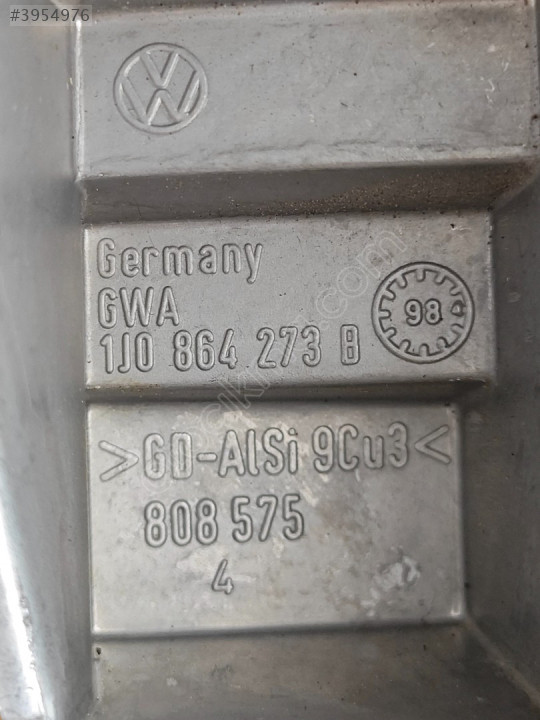 #3954976
Germany
GWA
98
1J0 864 273 B
>GD-AlSi 9Cu3<
808 575
4